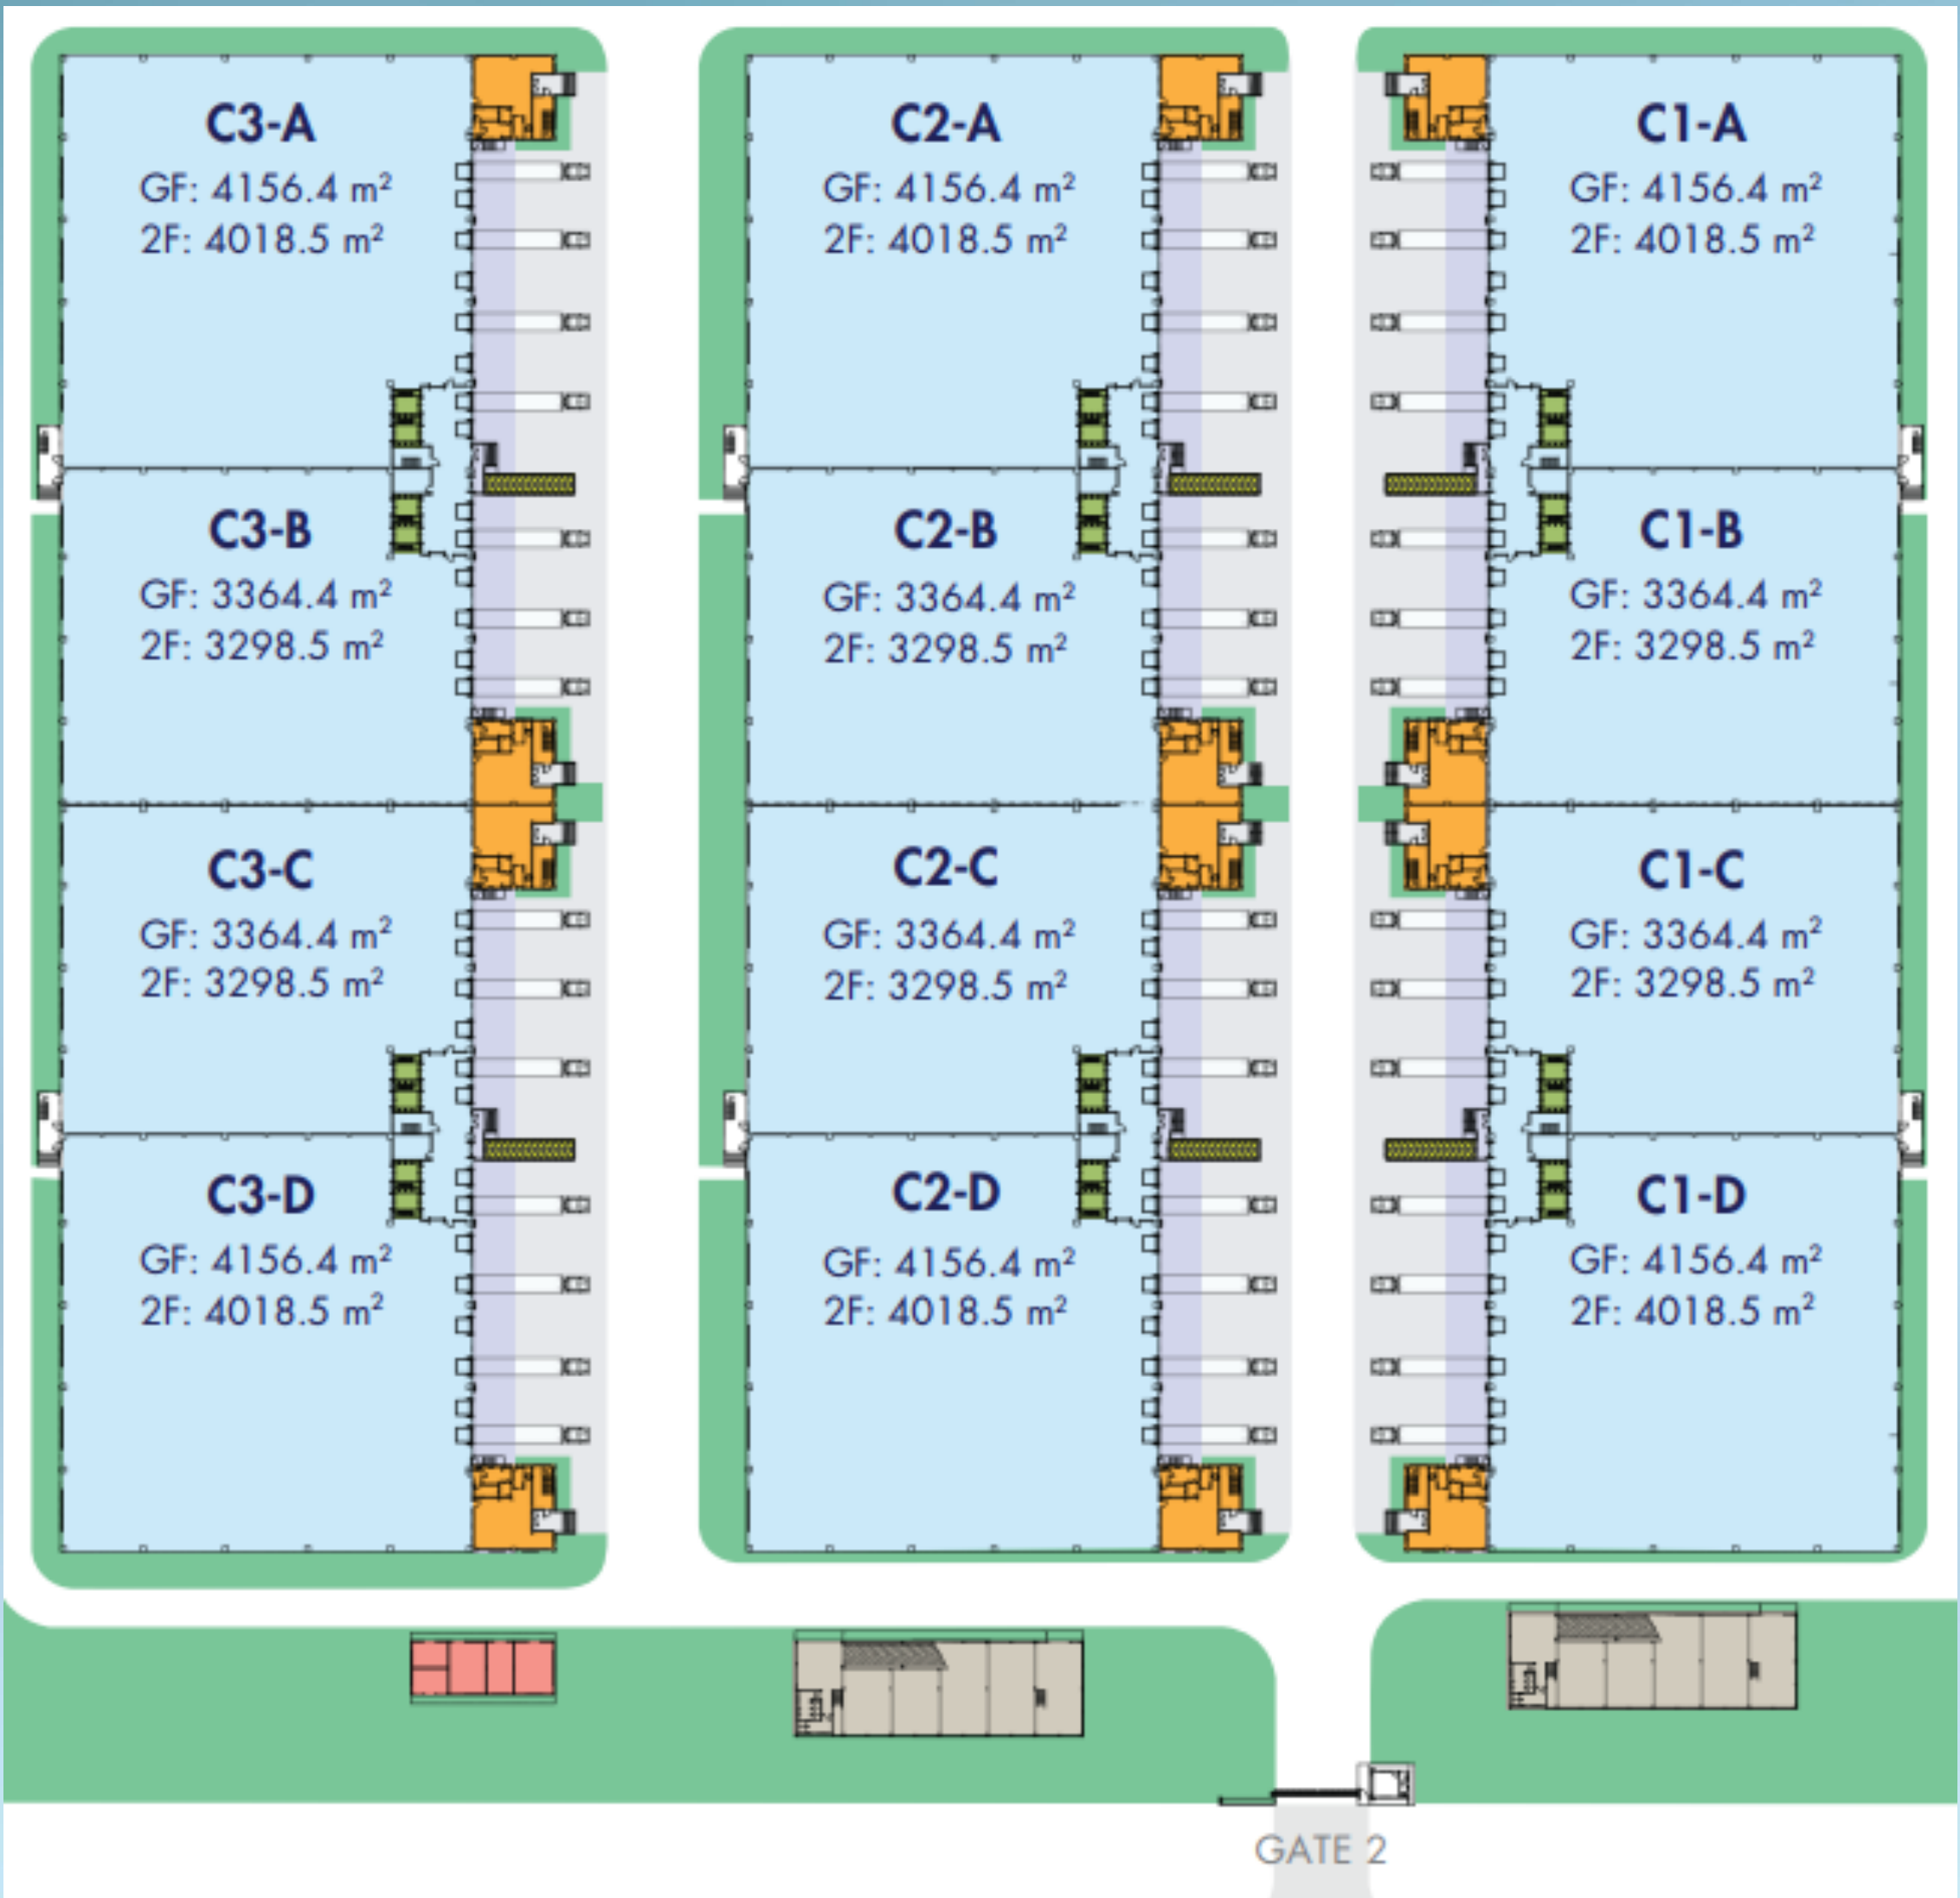 C3-A
GF: 4156.4 m²
2F: 4018.5 m²
C2-A
GF: 4156.4 m²
2F: 4018.5 m²
C1-A
GF: 4156.4 m²
2F: 4018.5 m²
C3-B
GF: 3364.4 m²
2F: 3298.5 m²
C2-B
GF: 3364.4 m²
2F: 3298.5 m²
C1-B
GF: 3364.4 m²
2F: 3298.5 m²
C3-C
GF: 3364.4 m²
2F: 3298.5 m²
C2-C
GF: 3364.4 m²
2F: 3298.5 m²
C1-C
GF: 3364.4 m²
2F: 3298.5 m²
C3-D
GF: 4156.4 m²
2F: 4018.5 m²
C2-D
GF: 4156.4 m²
2F: 4018.5 m²
C1-D
GF: 4156.4 m²
2F: 4018.5 m²
GATE 2